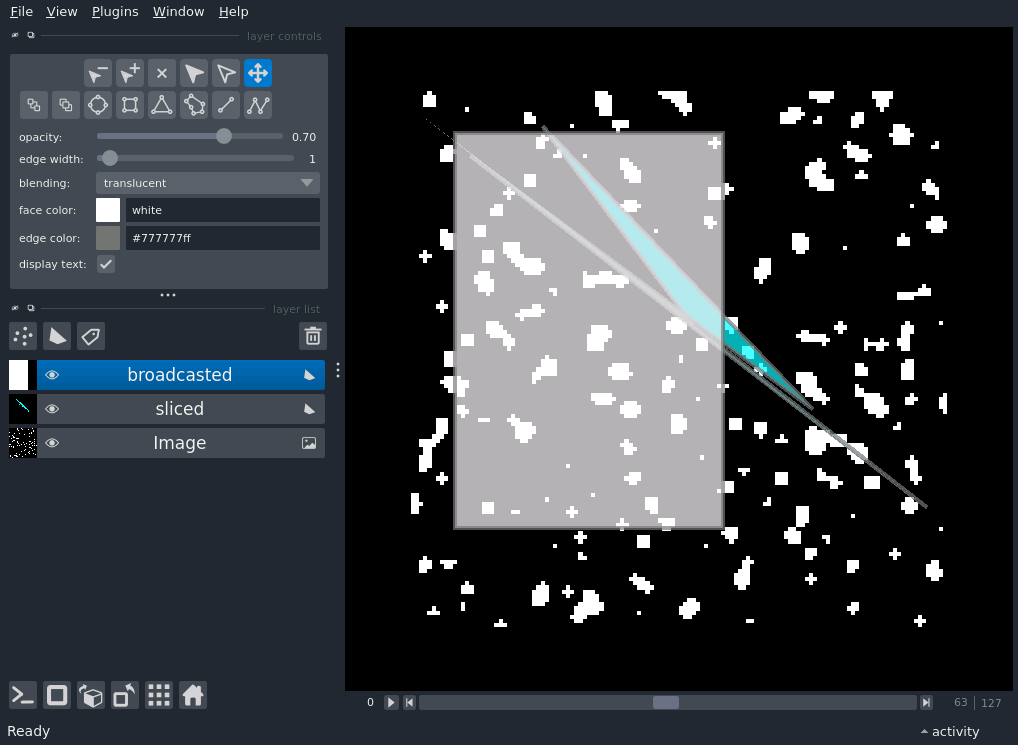 File View Plugins Window Help
layer controls
opacity: 0.70
edge width: 1
blending: translucent
face color: white
edge color: #777777ff
display text:
layer list
broadcasted
sliced
Image
0 63 127
Ready activity